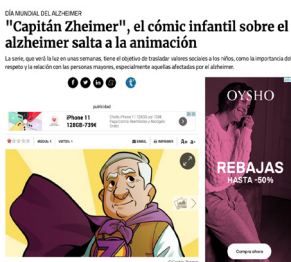 DÍA MUNDIAL DEL ALZHEIMER
"Capitán Zheimer", el cómic infantil sobre el
alzheimer salta a la animación
La serie, que verá la luz en unas semanas, tiene el objetivo de trasladar valores sociales a los niños, como la importancia del
respeto y la relación con las personas mayores, especialmente aquellas afectadas por el alzheimer.
publicidad
iPhone 11
128GB-739€
OYSHO
REBAJAS
HASTA -50%
Compra ahora